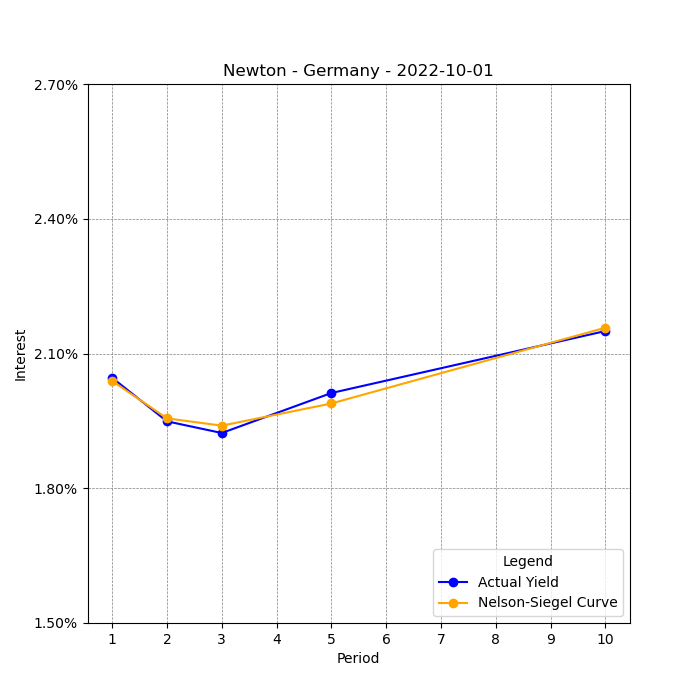 Newton - Germany - 2022-10-01
2.70%
2.40%
2.10%
1.80%
1.50%
Interest
1 2 3 4 5 6 7 8 9 10
Period
Legend
Actual Yield
Nelson-Siegel Curve